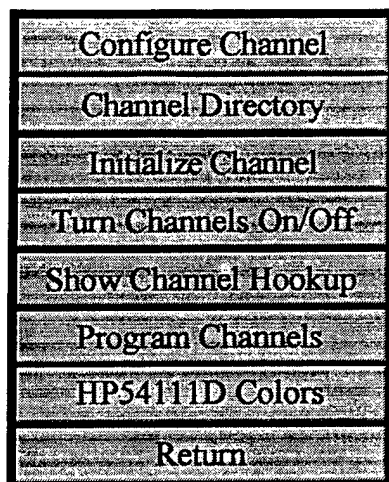 Configure Channel
Channel Directory
Initialize Channel
Turn Channels On/Off
Show Channel Hookup
Program Channels
HP54111D Colors
Return